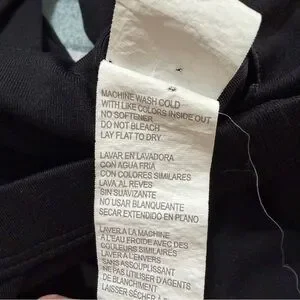 MACHINE WASH COLD
WITH LIKE COLORS INSIDE OUT
NO SOFTENER
DO NOT BLEACH
LAY FLAT TO DRY
LAVAR EN LAVADORA
CON AGUA FRIA
CON COLORES SIMILARES
LAVA AL REVES
SIN SUAVIZANTE
NO USAR BLANQUEANTE
SECAR EXTENDIDO EN PLANO
LAVER A LA MACHINE
A L'EAU FROIDE AVEC DES
COULEURS SIMILAIRES
LAVER A L'ENVERS
SANS ASSOUPLISSANT
NE PAS UTILISER D'AGENTS
DE BLANCHIMENT
LAISSER SÉCHER À